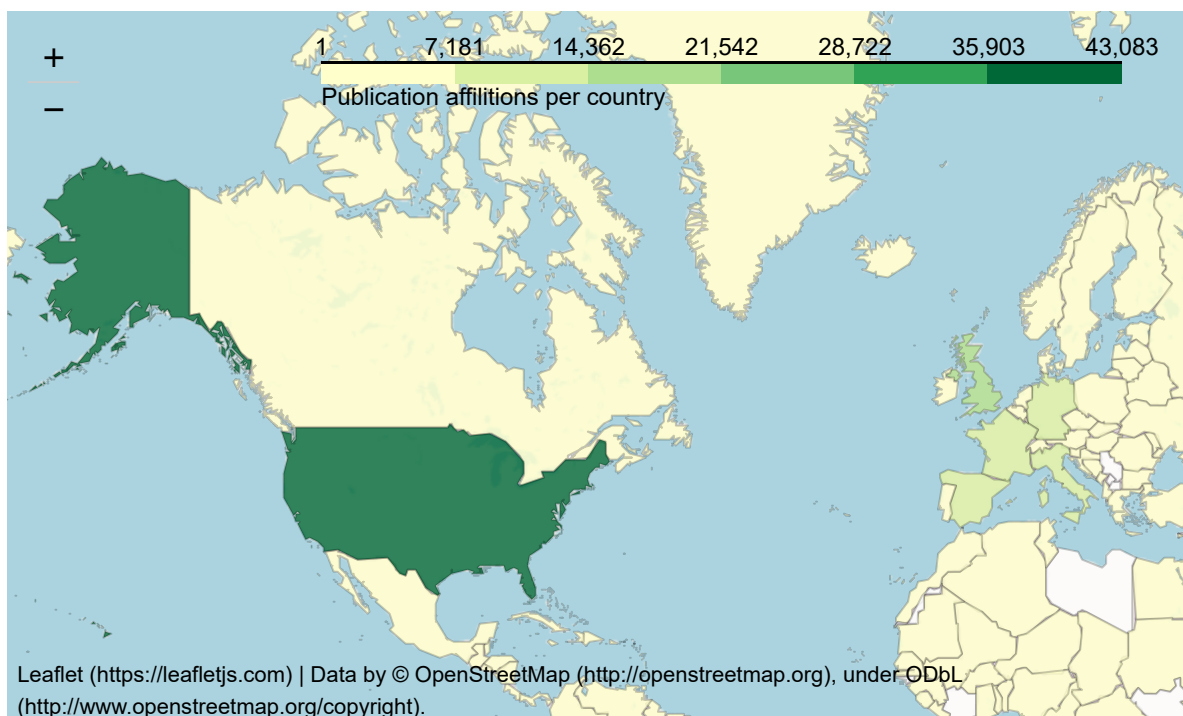 +
−
1 7,181 14,362 21,542 28,722 35,903 43,083
Publication affilitions per country
Leaflet (https://leafletjs.com) | Data by © OpenStreetMap (http://openstreetmap.org), under ODbL
(http://www.openstreetmap.org/copyright).